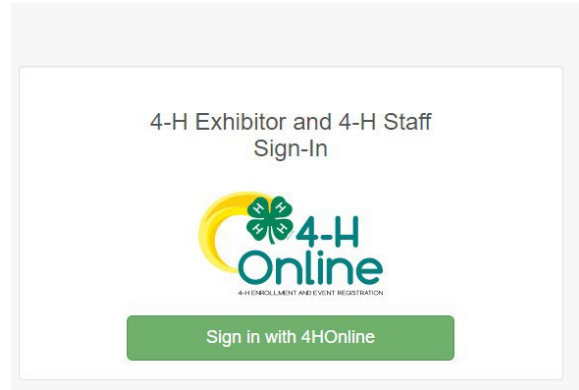 4-H Exhibitor and 4-H Staff
Sign-In
H H
H H
4-H
Online
4-H ENROLLMENT AND EVENT REGISTRATION
Sign in with 4HOnline